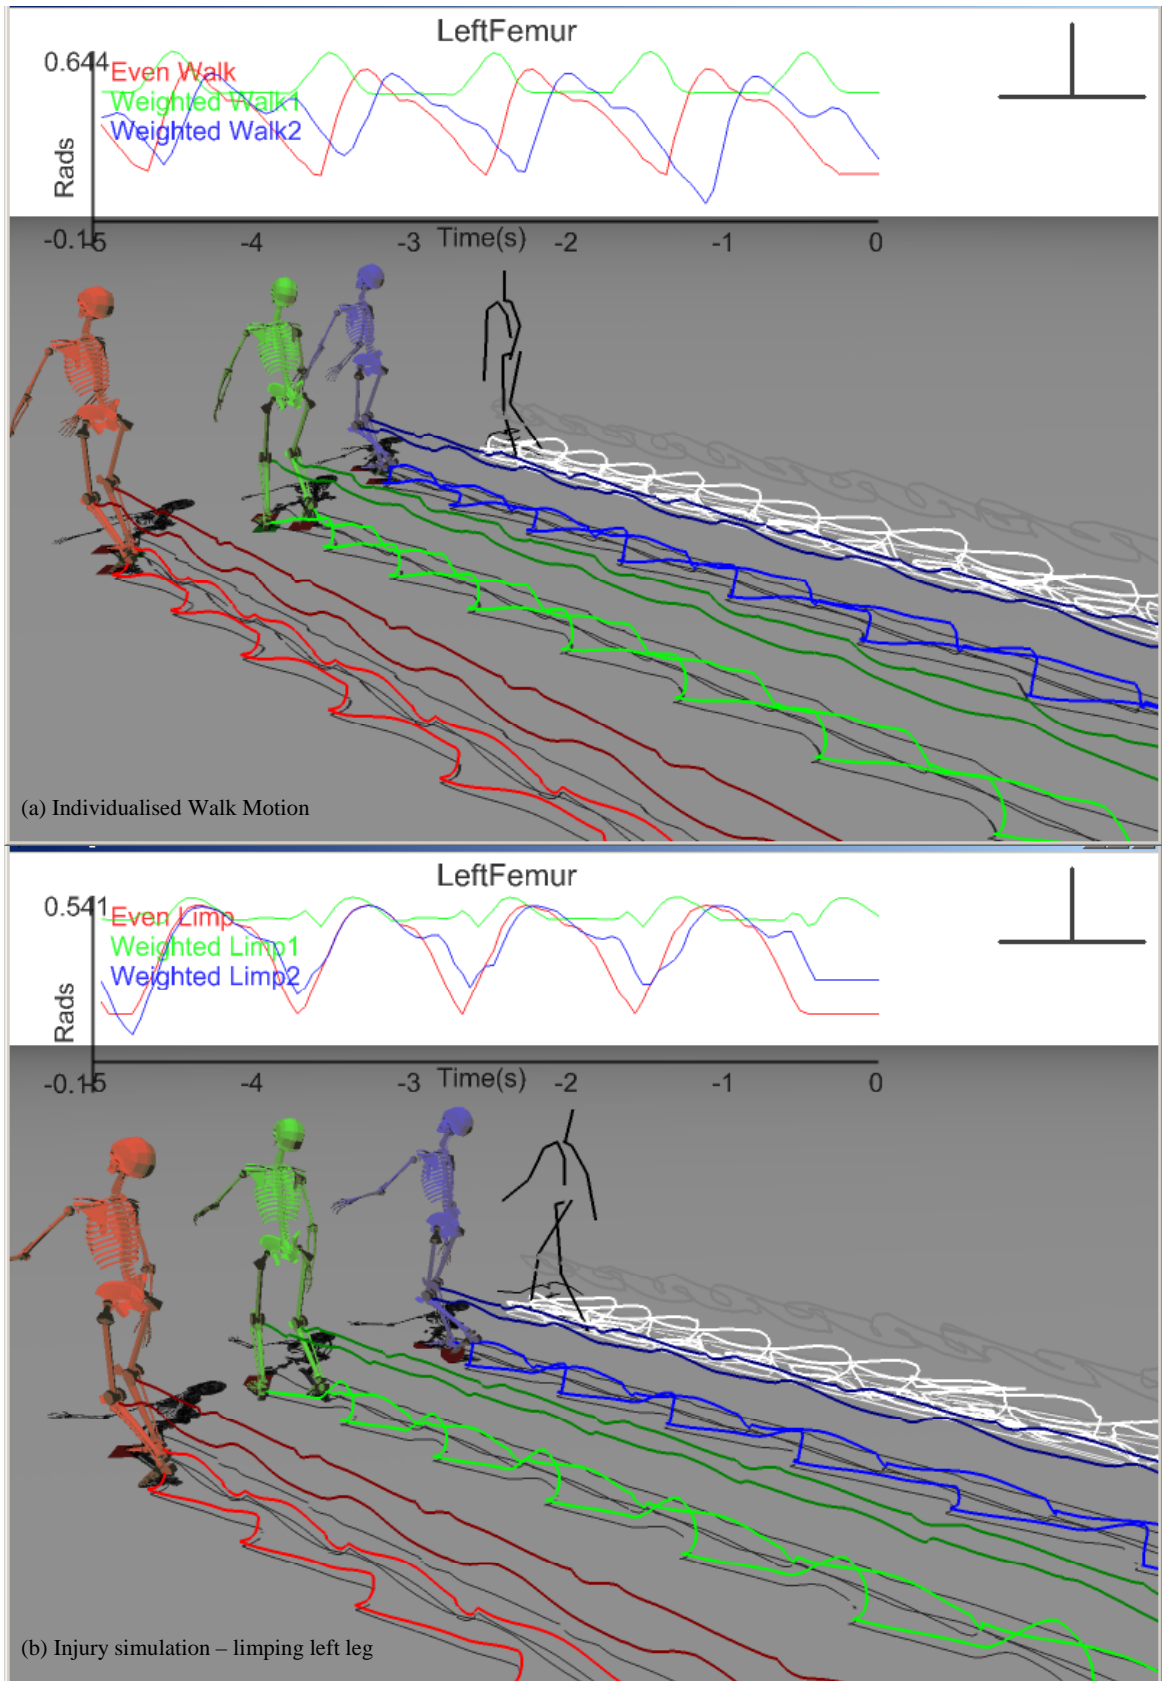 LeftFemur
0.644
Even Walk
Weighted Walk1
Weighted Walk2
Rads
-0.15 -4 -3 Time(s) -2 -1 0
(a) Individualised Walk Motion
LeftFemur
0.541
Even Limp
Weighted Limp1
Weighted Limp2
Rads
-0.15 -4 -3 Time(s) -2 -1 0
(b) Injury simulation – limping left leg